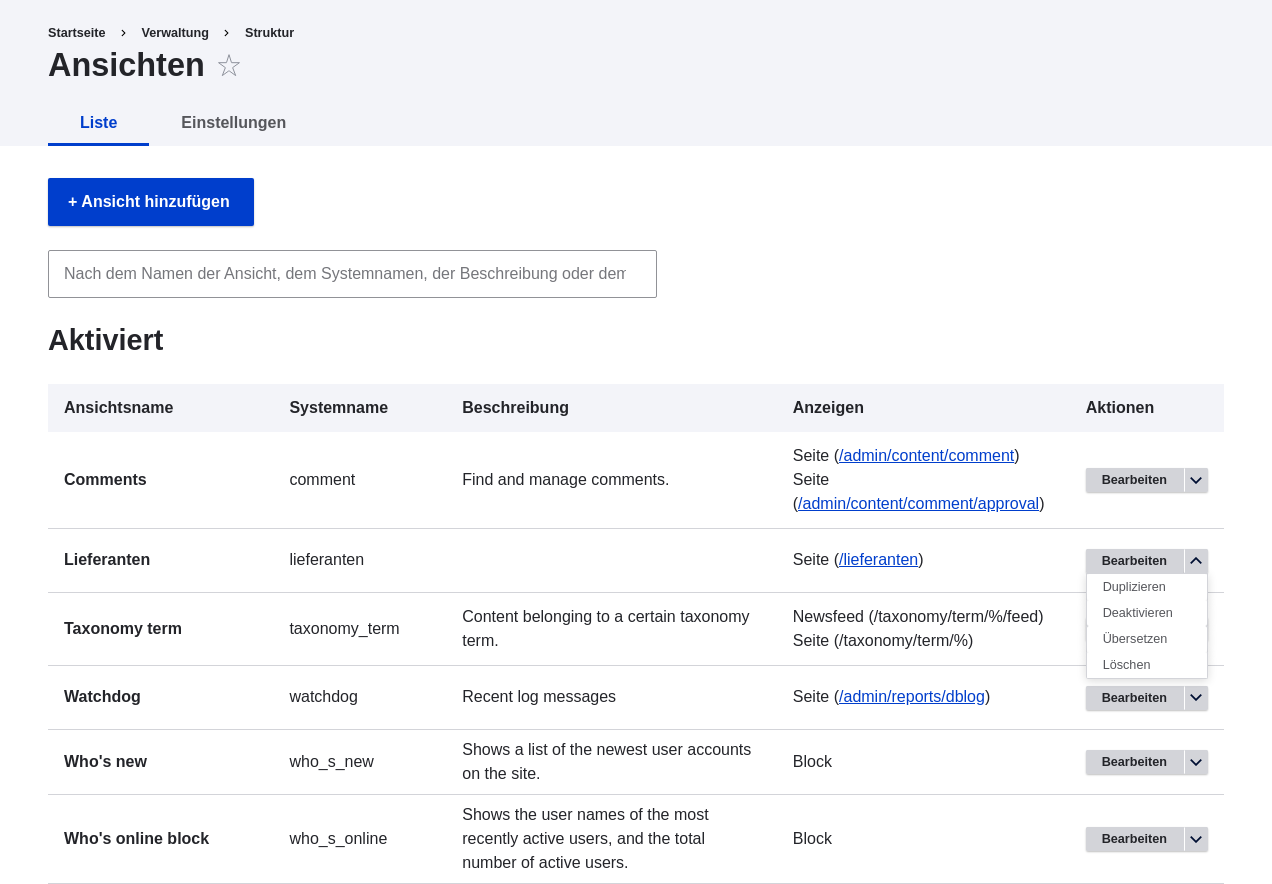 Startseite > Verwaltung > Struktur
Ansichten ☆
Liste Einstellungen
+ Ansicht hinzufügen
Nach dem Namen der Ansicht, dem Systemnamen, der Beschreibung oder dem
Aktiviert
Ansichtsname Systemname Beschreibung Anzeigen Aktionen
Seite (/admin/content/comment)
Comments comment Find and manage comments. Seite Bearbeiten
(/admin/content/comment/approval)
Lieferanten lieferanten Seite (/lieferanten) Bearbeiten
Duplizieren
Deaktivieren
Übersetzen
Löschen
Content belonging to a certain taxonomy Newsfeed (/taxonomy/term/%/feed)
Taxonomy term taxonomy_term
term. Seite (/taxonomy/term/%)
Watchdog watchdog Recent log messages Seite (/admin/reports/dblog) Bearbeiten
Shows a list of the newest user accounts
Who's new who_s_new Block Bearbeiten
on the site.
Shows the user names of the most
Who's online block who_s_online recently active users, and the total Block Bearbeiten
number of active users.